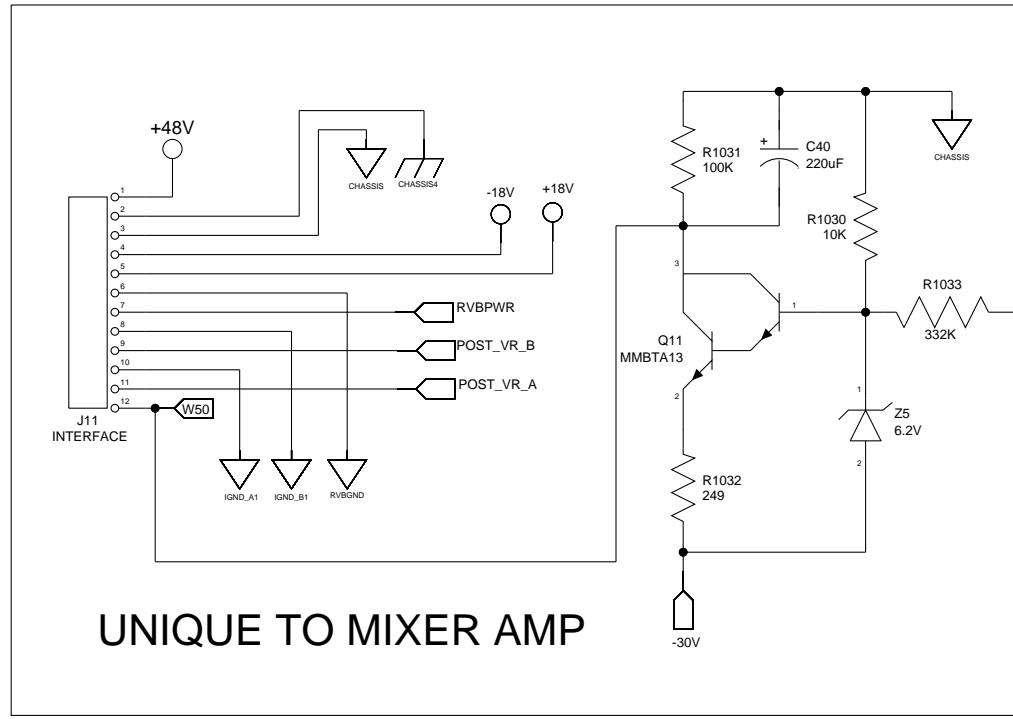 +48V
CHASSIS
CHASSIS4
-18V
+18V
1
2
3
4
5
6
7
8
9
10
11
12
RVBPWR
POST_VR_B
POST_VR_A
W50
J11
INTERFACE
IGND_A1
IGND_B1
RVBGND
R1031
100K
+
C40
220uF
CHASSIS
R1030
10K
3
1
R1033
332K
Q11
MMBTA13
2
1
Z5
6.2V
2
R1032
249
-30V
UNIQUE TO MIXER AMP